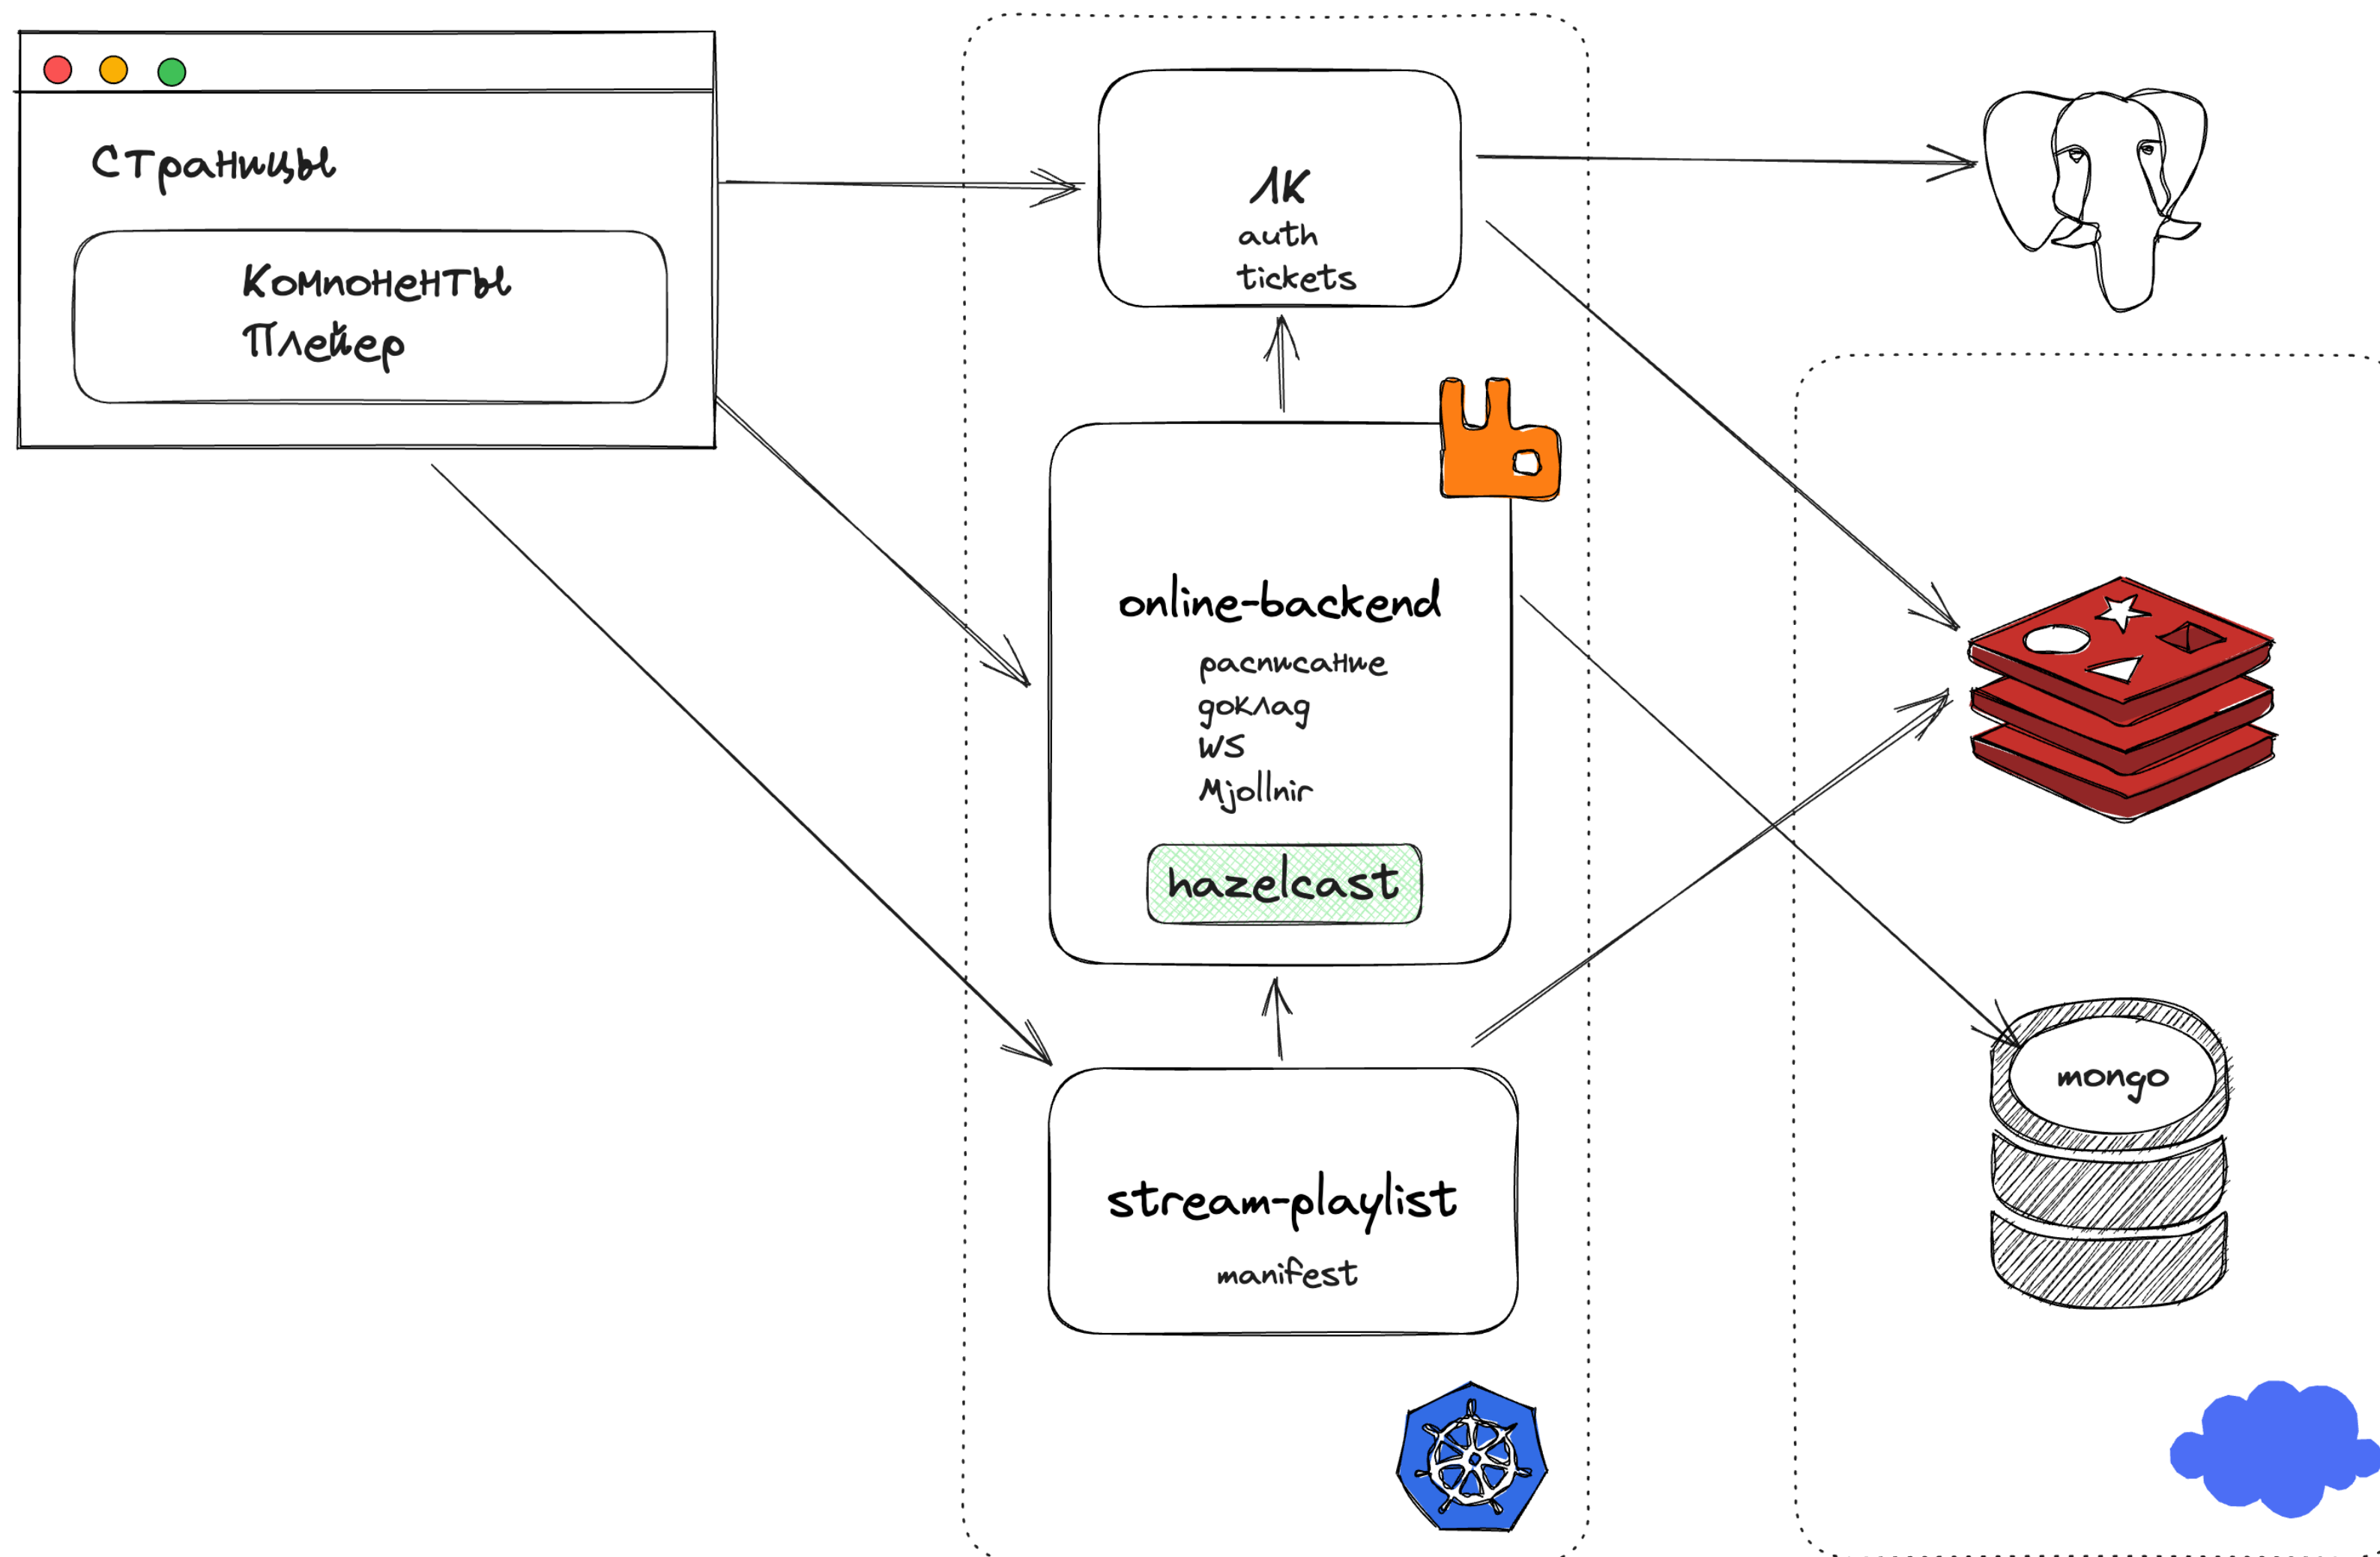 Страницы
Компоненты
Плейер
ЛК
auth
tickets
online-backend
расписание
доклад
WS
Mjollnir
hazelcast
stream-playlist
manifest
mongo